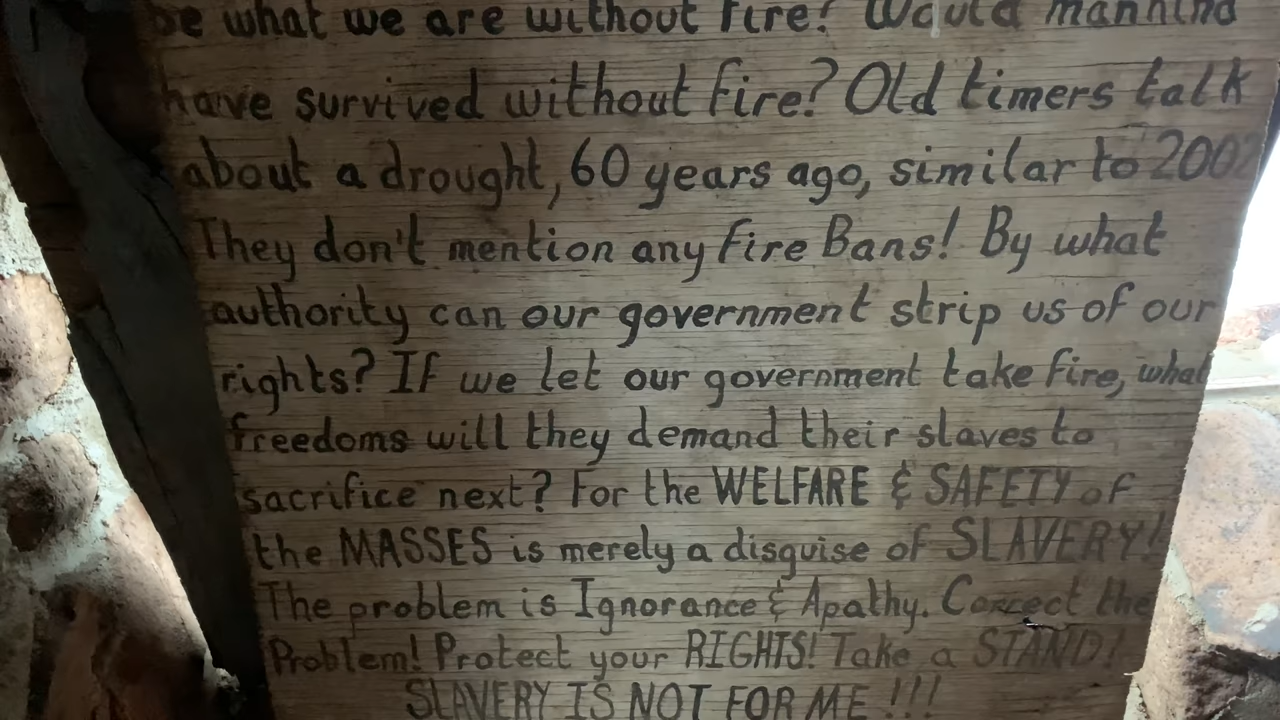 be what we are without fire? Would mankind
have survived without fire? Old timers talk
about a drought, 60 years ago, similar to 2002
They don't mention any Fire Bans! By what
authority can our government strip us of our
rights? If we let our government take fire, what
freedoms will they demand their slaves to
sacrifice next? For the WELFARE & SAFETY of
the MASSES is merely a disguise of SLAVERY!
The problem is Ignorance & Apathy. Correct the
Problem! Protect your RIGHTS! Take a STAND!
SLAVERY IS NOT FOR ME !!!